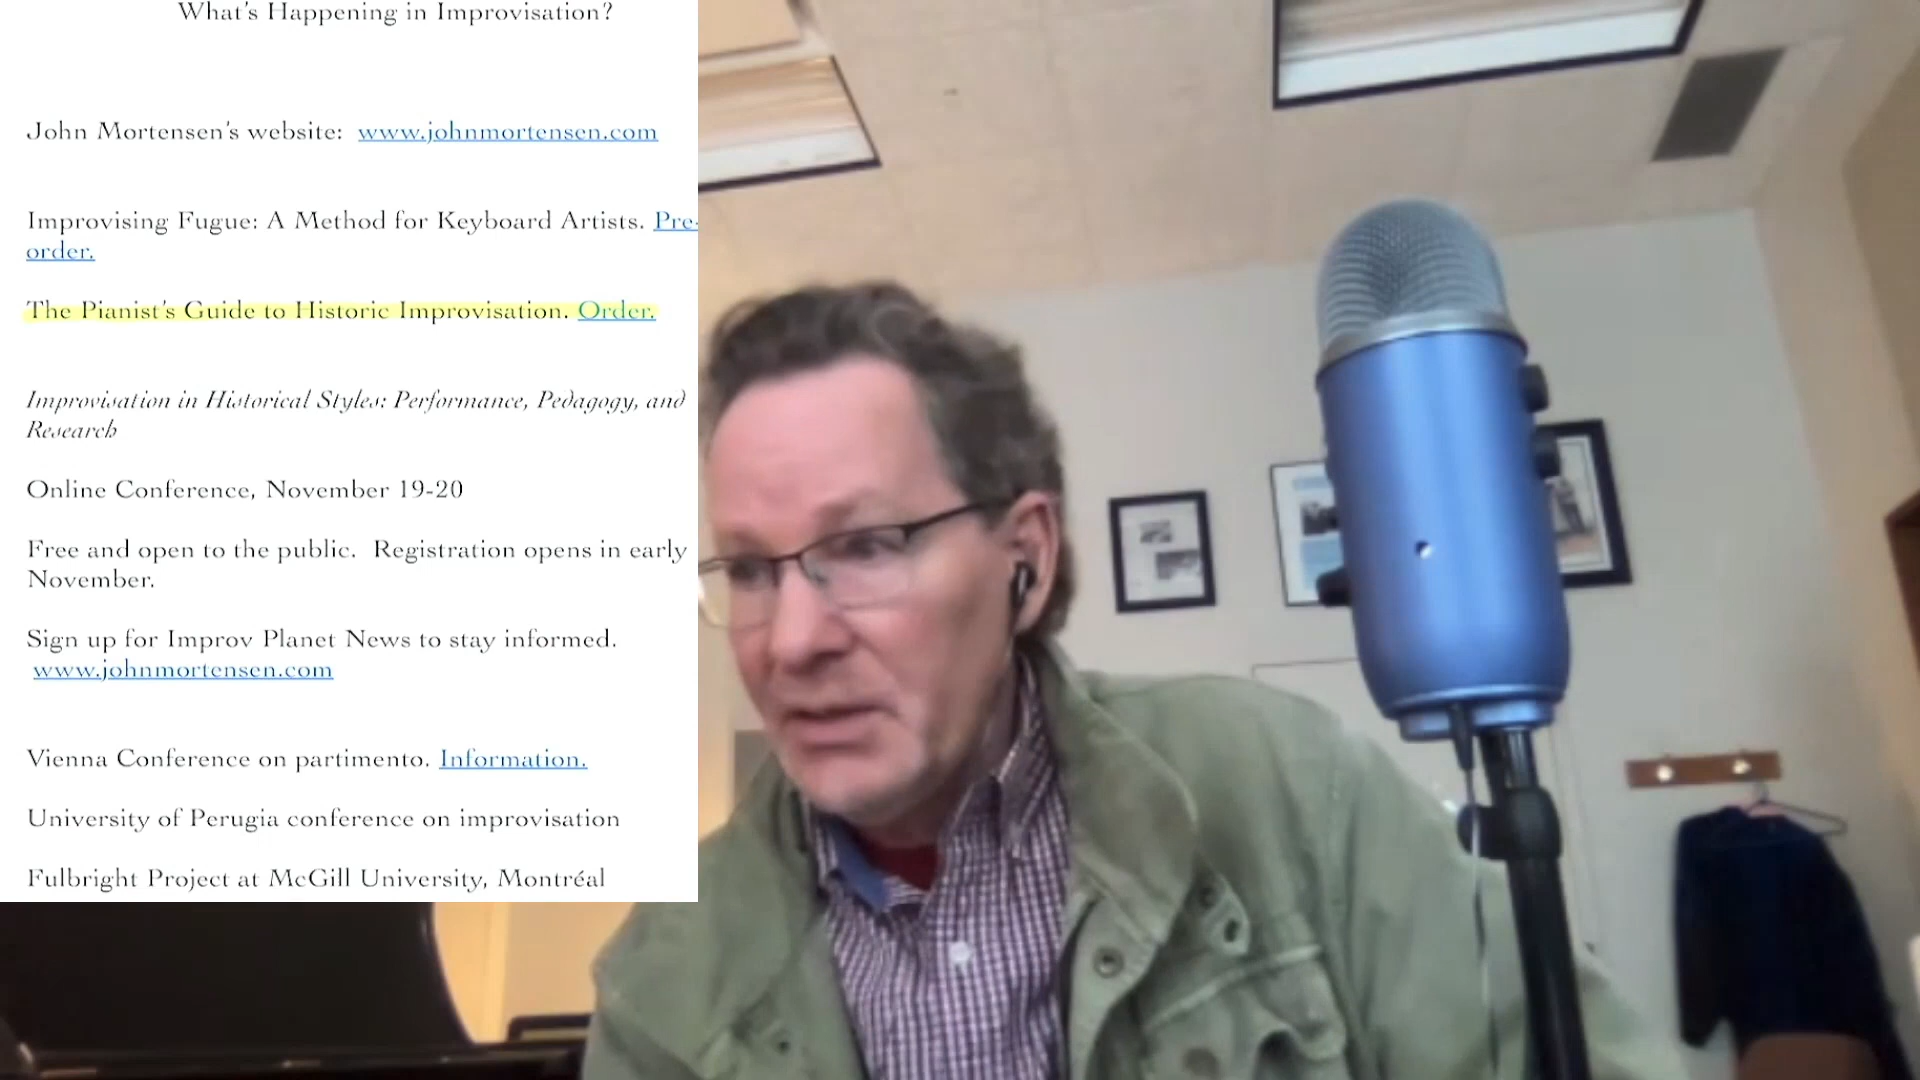 What's Happening in Improvisation?
John Mortensen's website: www.johnmortensen.com
Improvising Fugue: A Method for Keyboard Artists. Pre-
order.
The Pianist's Guide to Historic Improvisation. Order.
Improvisation in Historical Styles: Performance, Pedagogy, and
Research
Online Conference, November 19-20
Free and open to the public. Registration opens in early
November.
Sign up for Improv Planet News to stay informed.
www.johnmortensen.com
Vienna Conference on partimento. Information.
University of Perugia conference on improvisation
Fulbright Project at McGill University, Montréal